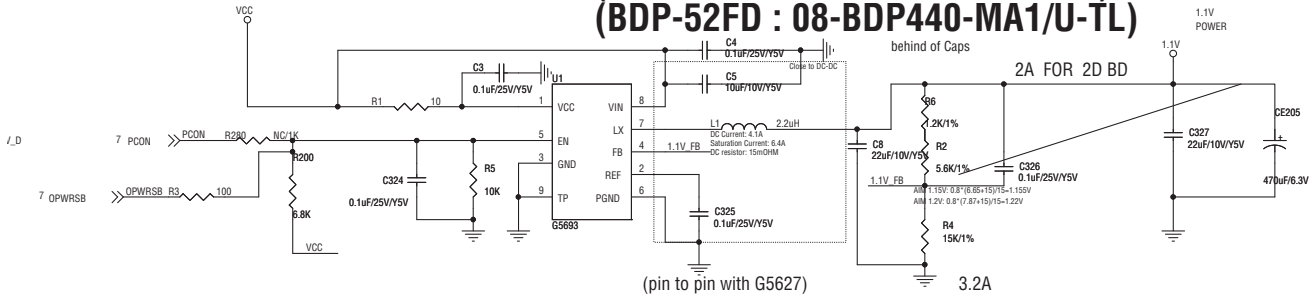 (BDP-52FD : 08-BDP440-MA1/U-TL)
VCC
1.1V
POWER
behind of Caps
1.1V
2A FOR 2D BD
C4
0.1uF/25V/Y5V
Close to DC-DC
C3
0.1uF/25V/Y5V
U1
C5
10uF/10V/Y5V
R1
10
1
VCC
VIN
8
LX
7
L1
2.2uH
DC Current: 4.1A
Saturation Current: 6.4A
DC resistor: 15mOHM
R6
1.2K/1%
CE205
470uF/6.3V
/_D
7 PCON
PCON
R280
NC/1K
5
EN
FB
4
1.1V_FB
C8
22uF/10V/Y5V
R2
5.6K/1%
C327
22uF/10V/Y5V
R200
6.8K
C324
0.1uF/25V/Y5V
R5
10K
3
GND
REF
2
C326
0.1uF/25V/Y5V
1.1V_FB
AIM 1.15V: 0.8*(6.65+15)/15=1.155V
AIM 1.2V: 0.8*(7.87+15)/15=1.22V
7 OPWRSB
OPWRSB
R3
100
9
TP
PGND
6
C325
0.1uF/25V/Y5V
G5693
R4
15K/1%
VCC
(pin to pin with G5627)
3.2A